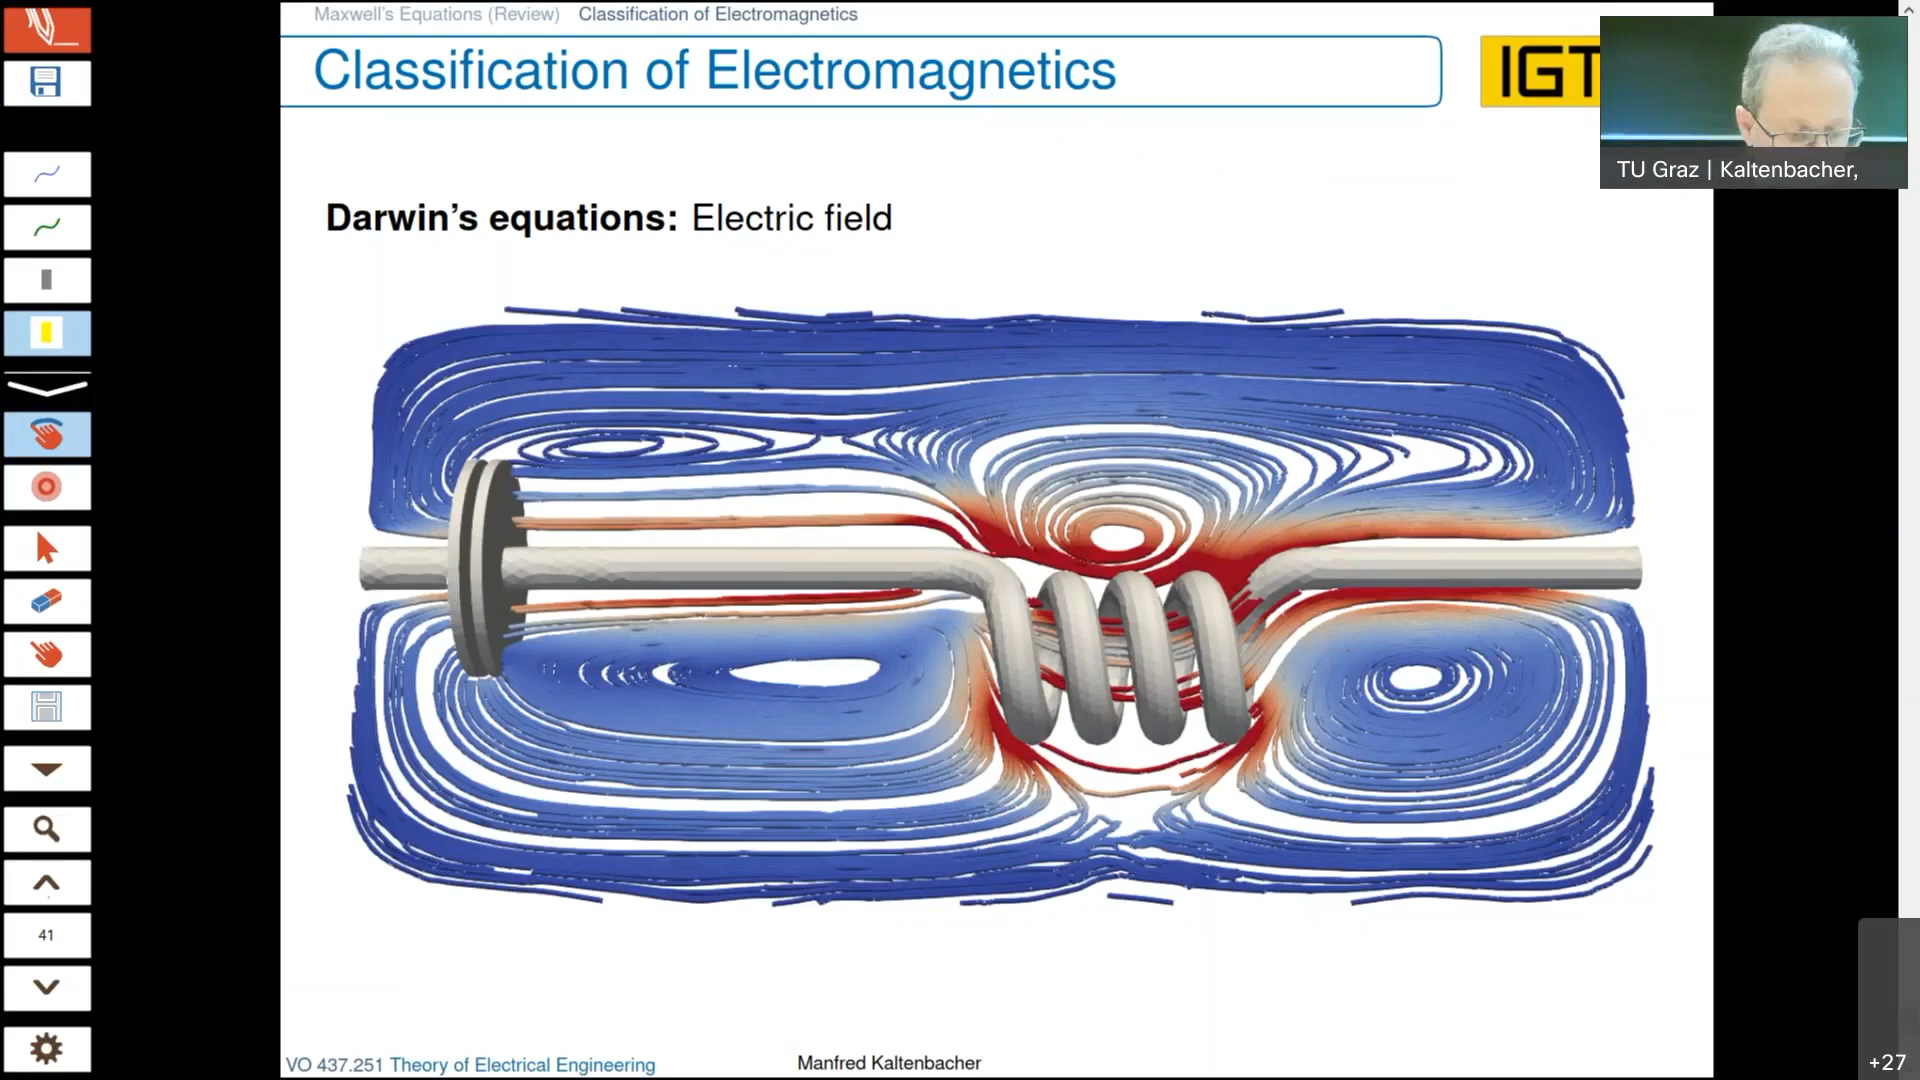 Maxwell's Equations (Review) Classification of Electromagnetics
Classification of Electromagnetics
IGT
TU Graz | Kaltenbacher,
Darwin's equations: Electric field
41
VO 437.251 Theory of Electrical Engineering
Manfred Kaltenbacher
+27